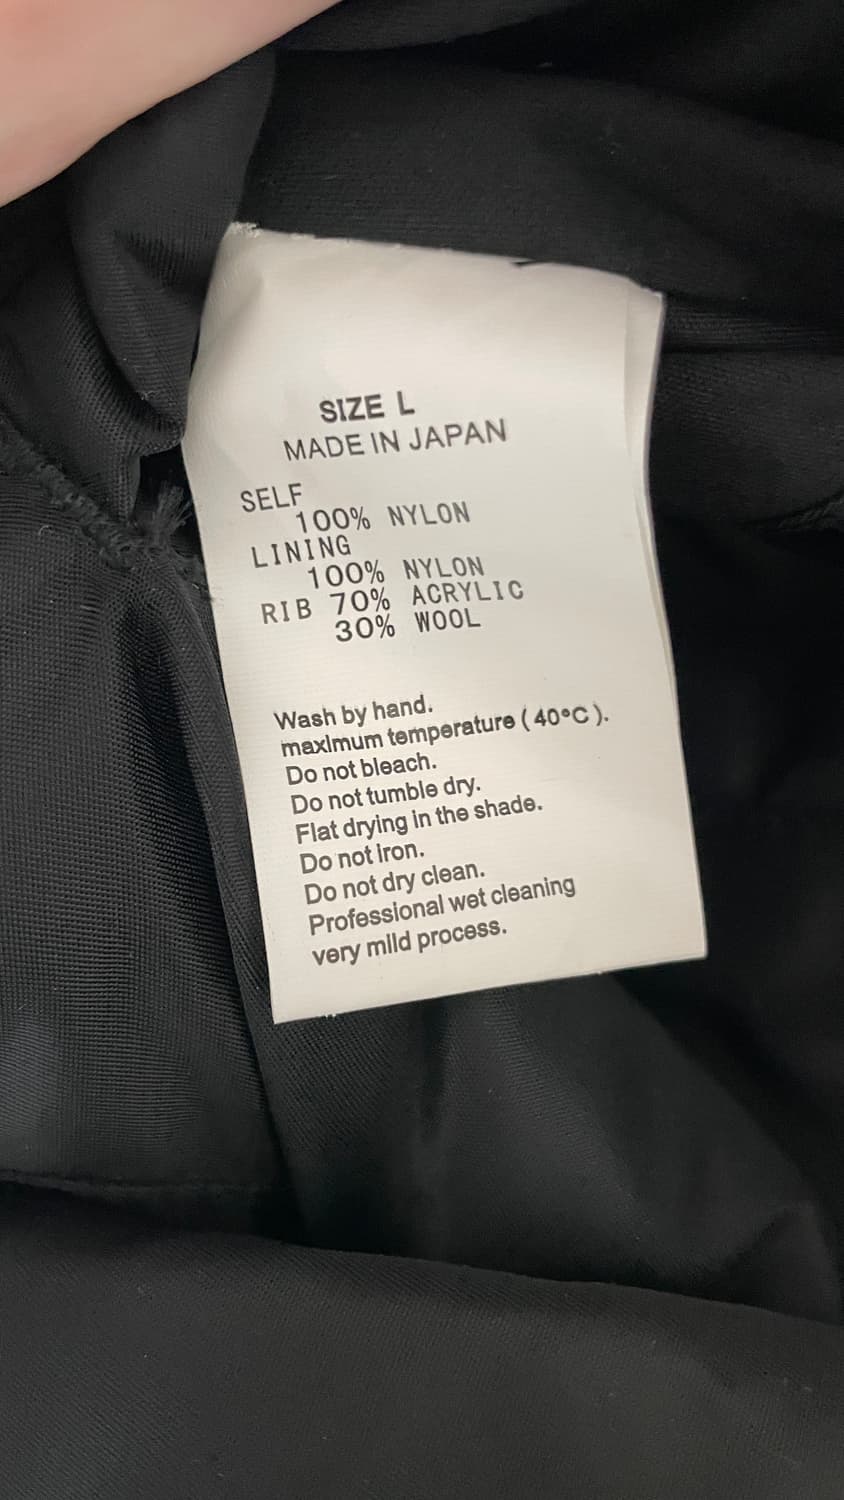 SIZE L
MADE IN JAPAN
SELF
100% NYLON
LINING
100% NYLON
RIB 70% ACRYLIC
30% WOOL
Wash by hand.
maxImum temperature (40°C).
Do not bleach.
Do not tumble dry.
Flat drying in the shade.
Do not Iron.
Do not dry clean.
ProfessIonal wet cleaning
very mIld process.